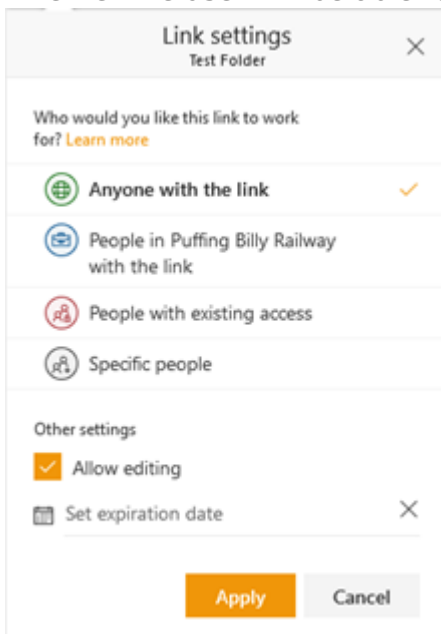 Link settings
Test Folder
Who would you like this link to work
for? Learn more
Anyone with the link
People in Puffing Billy Railway
with the link
People with existing access
Specific people
Other settings
Allow editing
Set expiration date
Apply Cancel